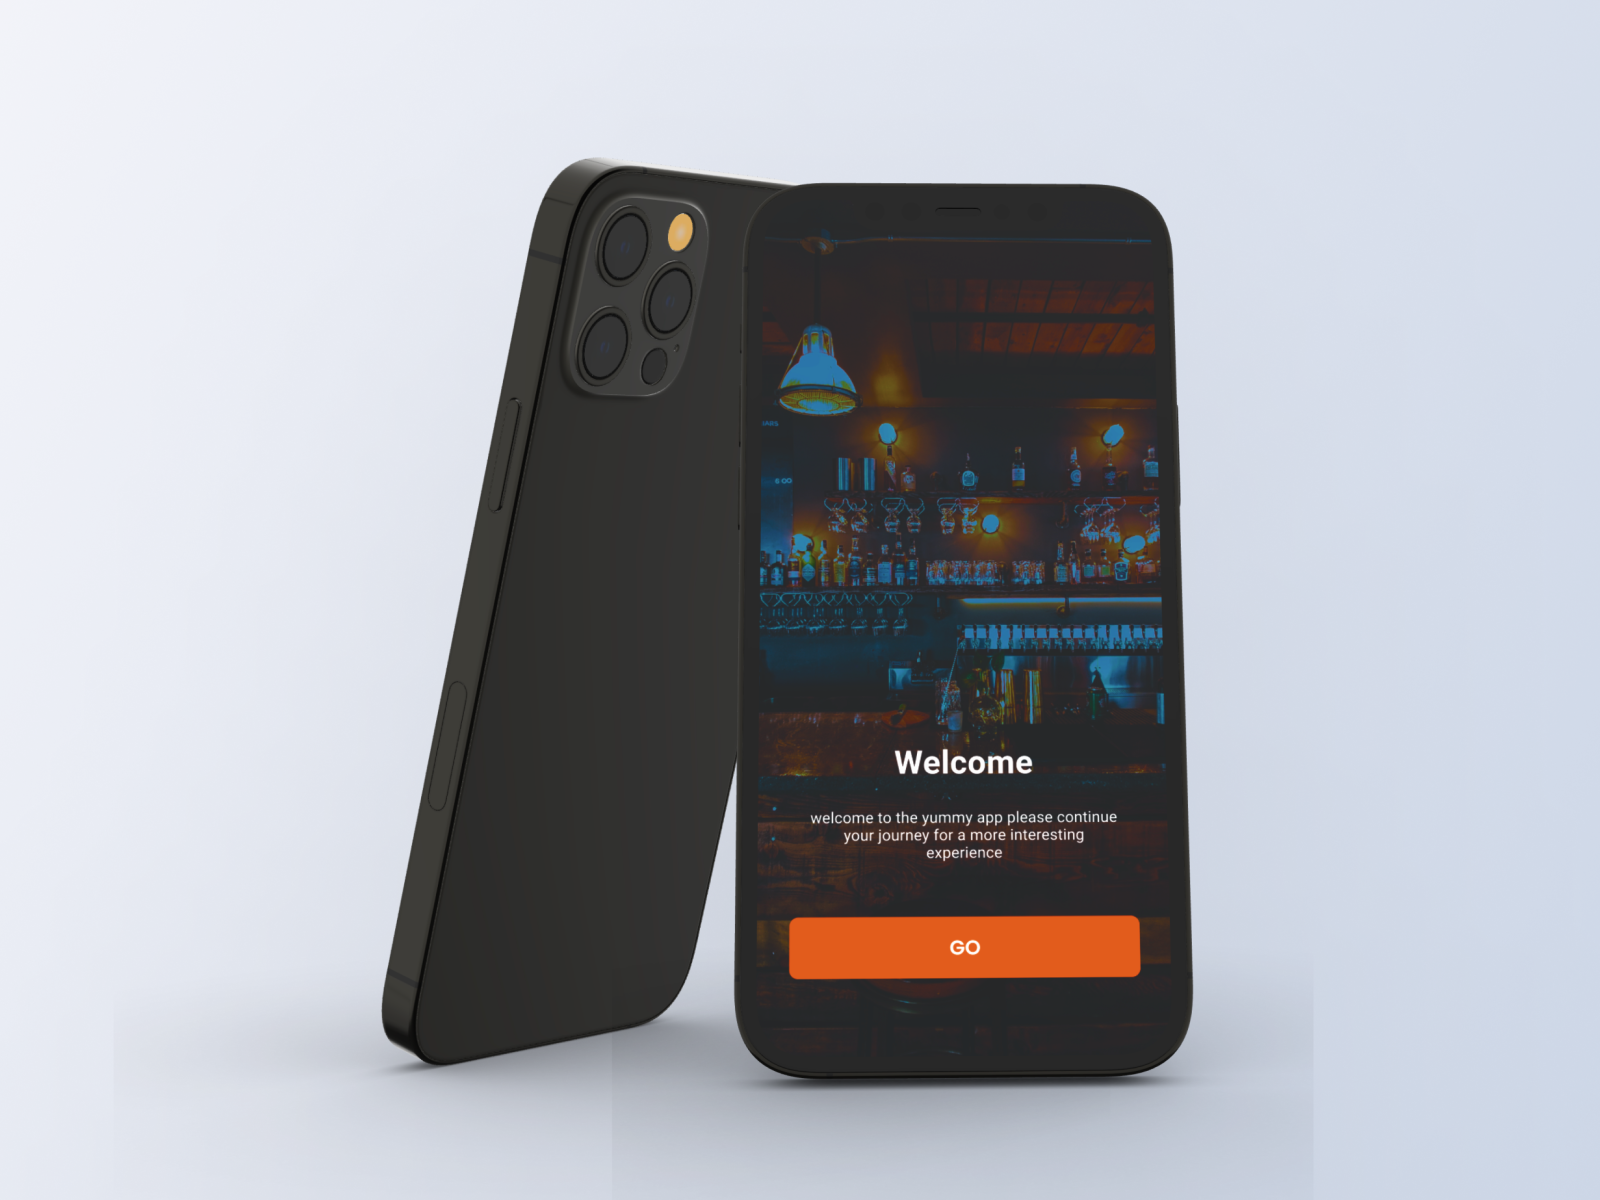 Welcome
welcome to the yummy app please continue
your journey for a more interesting
experience
GO